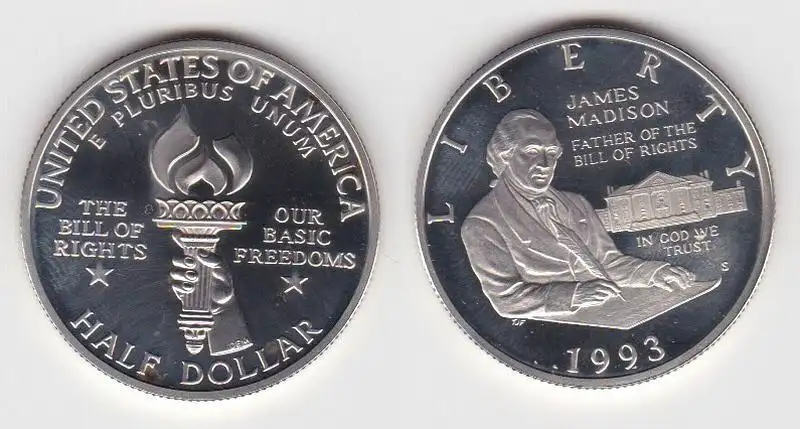 UNITED STATES OF AMERICA
E PLURIBUS UNUM
THE
BILL OF
RIGHTS
OUR
BASIC
FREEDOMS
HALF DOLLAR
LIBERTY
JAMES
MADISON
FATHER OF THE
BILL OF RIGHTS
IN GOD WE
TRUST
S
1993